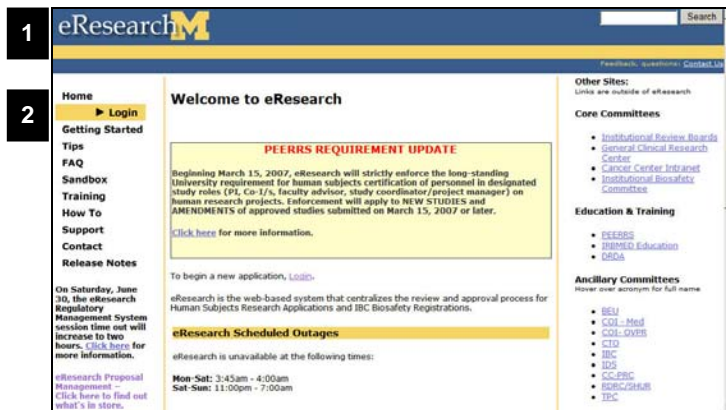 1
eResearch M
Search
Feedback, questions: Contact Us
2
Home
► Login
Getting Started
Tips
FAQ
Sandbox
Training
How To
Support
Contact
Release Notes
On Saturday, June
30, the eResearch
Regulatory
Management System
session time out will
increase to two
hours. Click here for
more information.
eResearch Proposal
Management –
Click here to find out
what's in store.
Welcome to eResearch
PEERRS REQUIREMENT UPDATE
Beginning March 15, 2007, eResearch will strictly enforce the long-standing
University requirement for human subjects certification of personnel in designated
study roles (PI, Co-I/s, faculty advisor, study coordinator/project manager) on
human research projects. Enforcement will apply to NEW STUDIES and
AMENDMENTS of approved studies submitted on March 15, 2007 or later.
Click here for more information.
To begin a new application, Login.
eResearch is the web-based system that centralizes the review and approval process for
Human Subjects Research Applications and IBC Biosafety Registrations.
eResearch Scheduled Outages
eResearch is unavailable at the following times:
Mon-Sat: 3:45am - 4:00am
Sat-Sun: 11:00pm - 7:00am
Other Sites:
Links are outside of eResearch
Core Committees
• Institutional Review Boards
• General Clinical Research
Center
• Cancer Center Intranet
• Institutional Biosafety
Committee
Education & Training
• PEERRS
• IRBMED Education
• DRDA
Ancillary Committees
Hover over acronym for full name
• BEU
• COI - Med
• COI- OVPR
• CTO
• IBC
• IDS
• CC-PRC
• RDRC/SHUR
• TPC